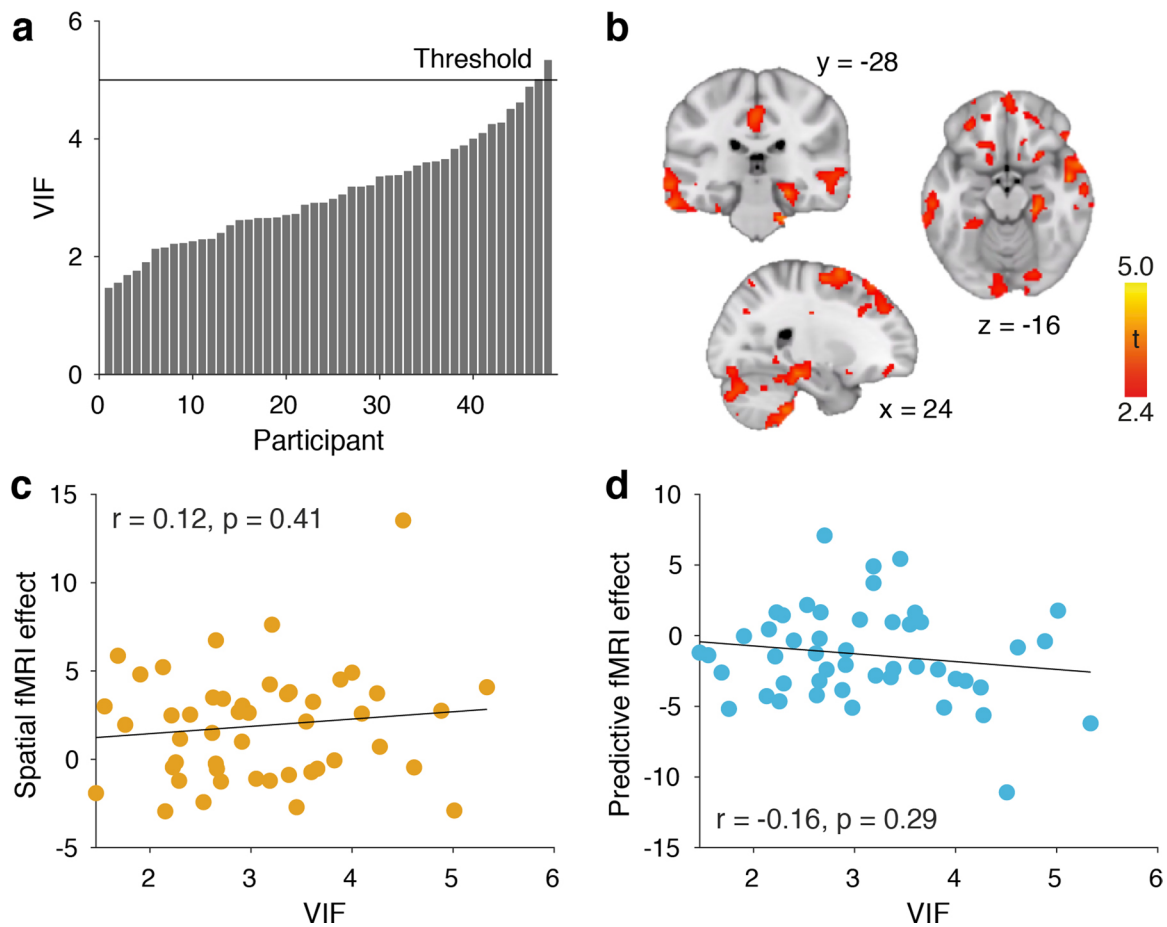 a
6
4
2
0
VIF
Threshold
0 10 20 30 40
Participant
b
y = -28
z = -16
x = 24
5.0
t
2.4
c
15
10
5
0
-5
Spatial fMRI effect
r = 0.12, p = 0.41
2 3 4 5 6
VIF
d
10
5
0
-5
-10
-15
Predictive fMRI effect
r = -0.16, p = 0.29
2 3 4 5 6
VIF